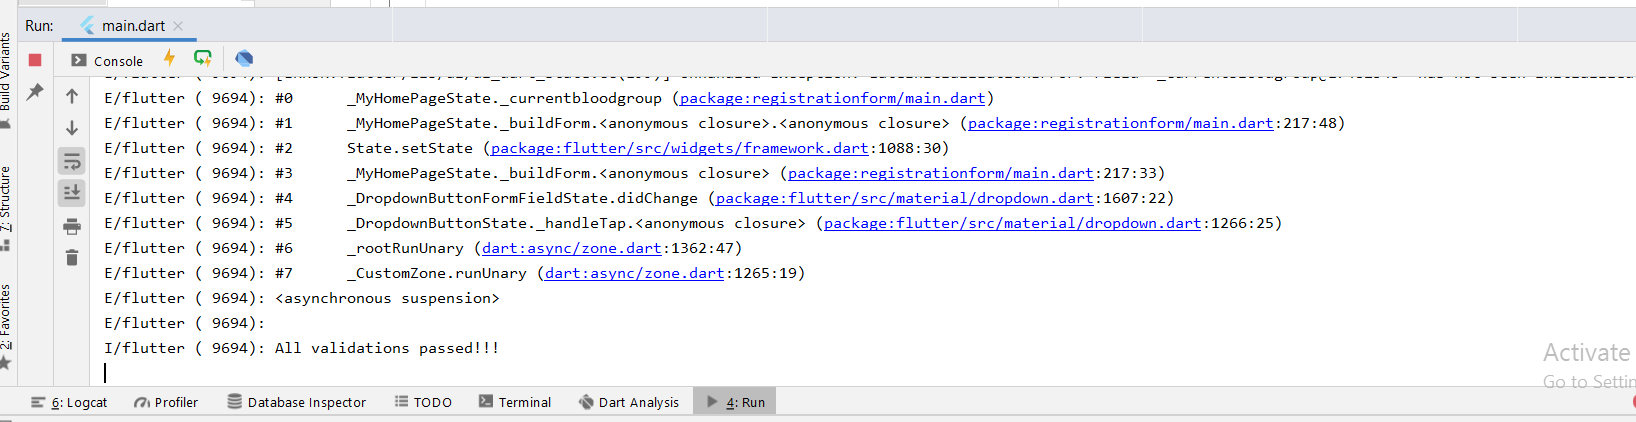 Run: main.dart
Console
E/flutter ( 9694): #0 _MyHomePageState._currentbloodgroup (package:registrationform/main.dart)
E/flutter ( 9694): #1 _MyHomePageState._buildForm.<anonymous closure>.<anonymous closure> (package:registrationform/main.dart:217:48)
E/flutter ( 9694): #2 State.setState (package:flutter/src/widgets/framework.dart:1088:30)
E/flutter ( 9694): #3 _MyHomePageState._buildForm.<anonymous closure> (package:registrationform/main.dart:217:33)
E/flutter ( 9694): #4 _DropdownButtonFormFieldState.didChange (package:flutter/src/material/dropdown.dart:1607:22)
E/flutter ( 9694): #5 _DropdownButtonState._handleTap.<anonymous closure> (package:flutter/src/material/dropdown.dart:1266:25)
E/flutter ( 9694): #6 _rootRunUnary (dart:async/zone.dart:1362:47)
E/flutter ( 9694): #7 _CustomZone.runUnary (dart:async/zone.dart:1265:19)
E/flutter ( 9694): <asynchronous suspension>
E/flutter ( 9694):
I/flutter ( 9694): All validations passed!!!
Build Variants
7: Structure
2: Favorites
Activate
Go to Settin
6: Logcat Profiler Database Inspector TODO Terminal Dart Analysis 4: Run